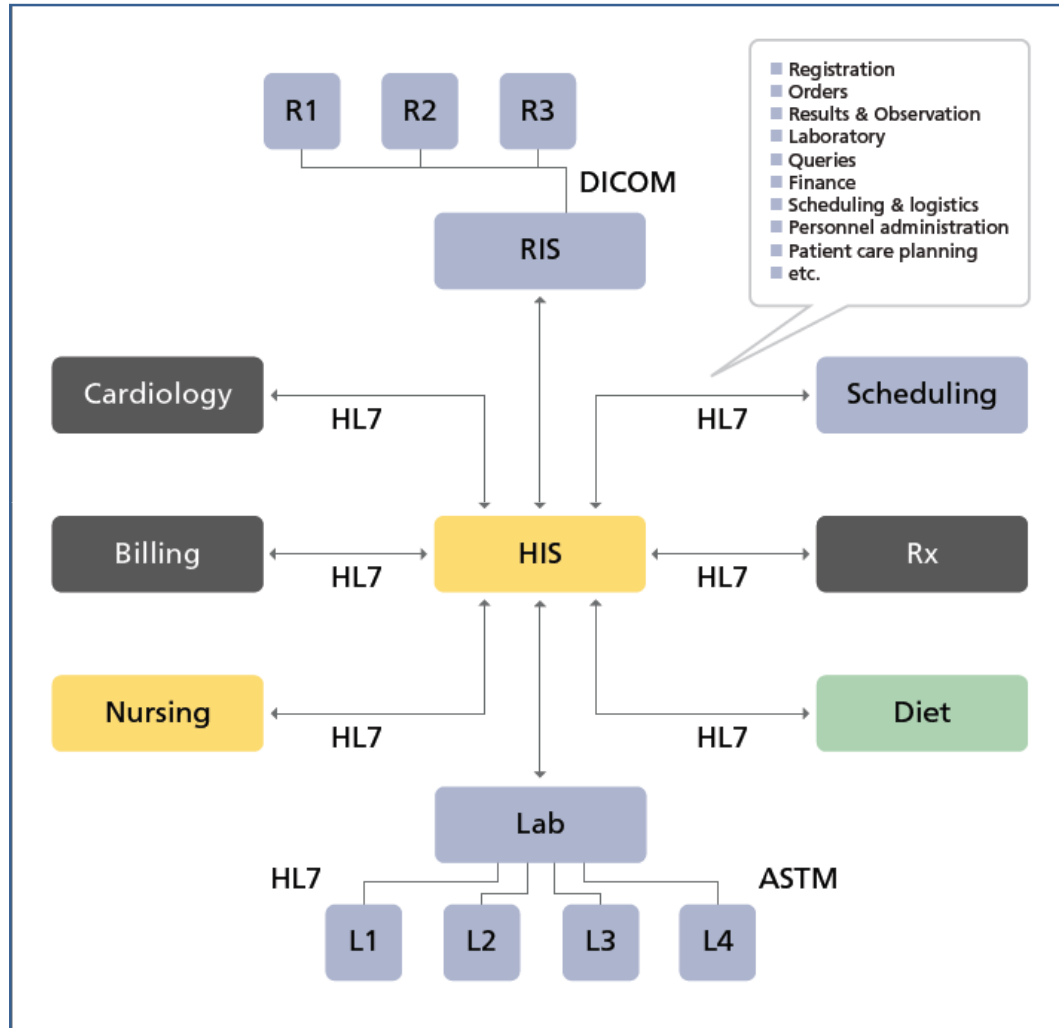 R1
R2
R3
Registration
Orders
Results & Observation
Laboratory
Queries
Finance
Scheduling & logistics
Personnel administration
Patient care planning
etc.
DICOM
RIS
Cardiology
HL7
HL7
Scheduling
Billing
HL7
HIS
HL7
Rx
Nursing
HL7
HL7
Diet
Lab
HL7
ASTM
L1
L2
L3
L4